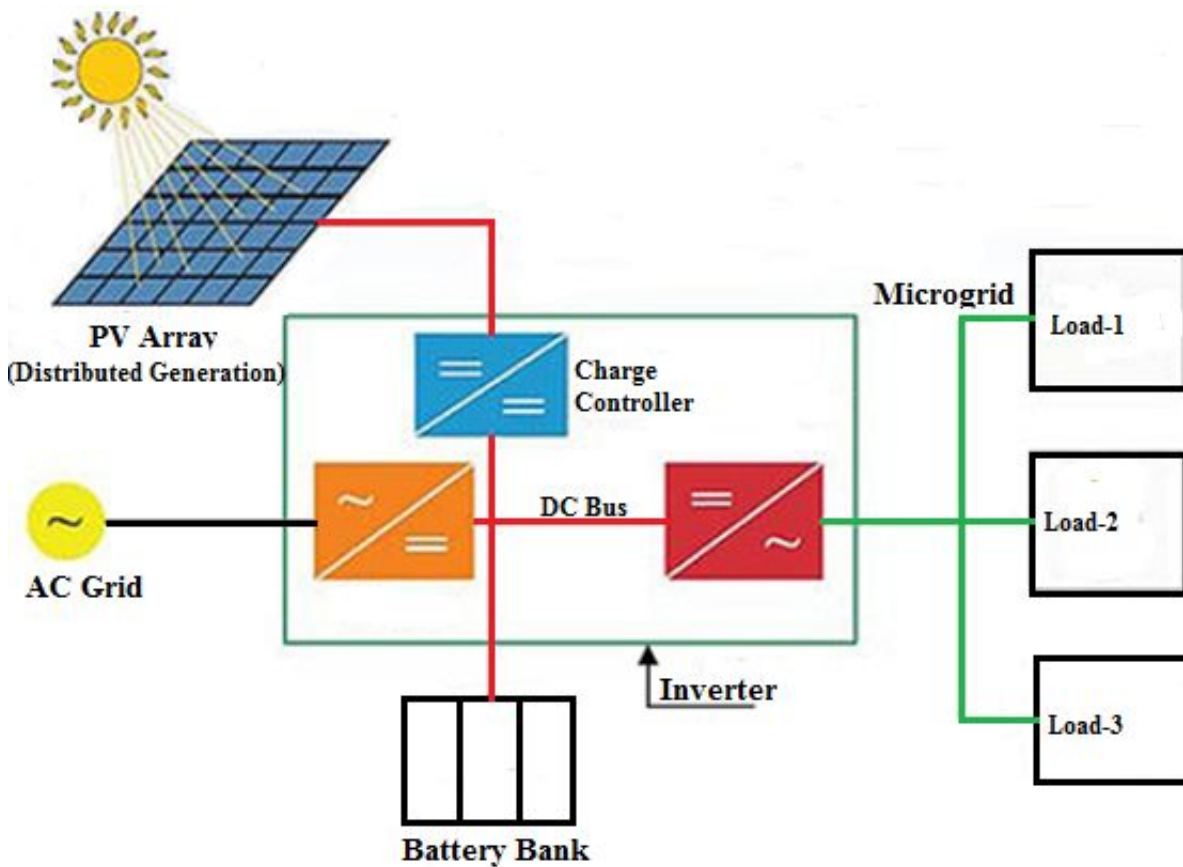 PV Array
(Distributed Generation)
Microgrid
Load-1
Charge
Controller
DC Bus
Load-2
AC Grid
Inverter
Load-3
Battery Bank